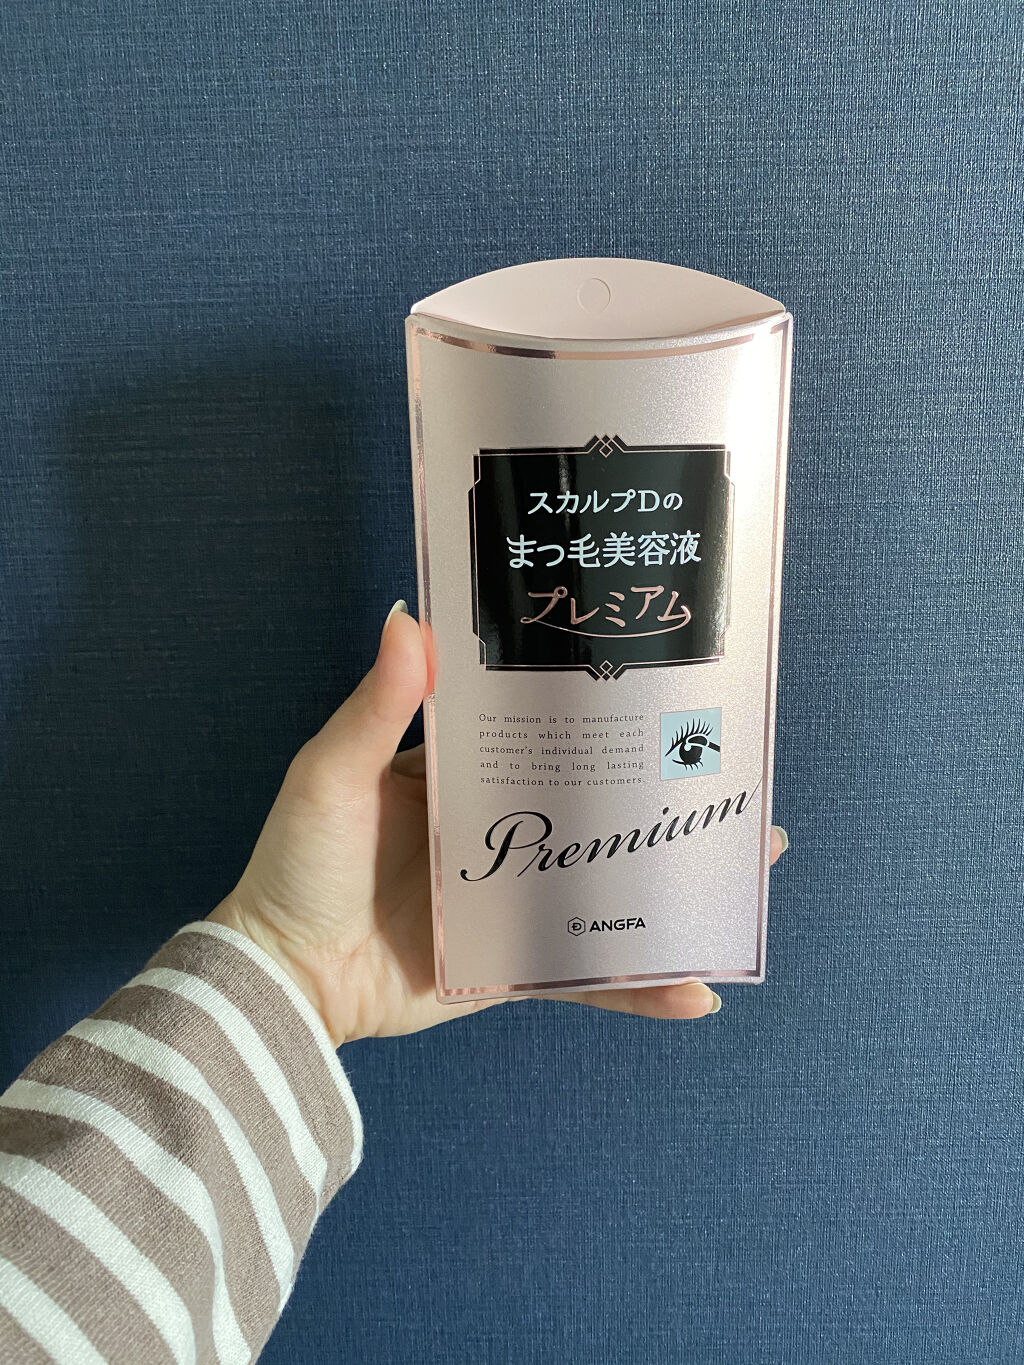 スカルプDの
まつ毛美容液
プレミアム
Our mission is to manufacture
products which meet each
customer's individual demand
and to bring long lasting
satisfaction to our customers.
Premium
ANGFA